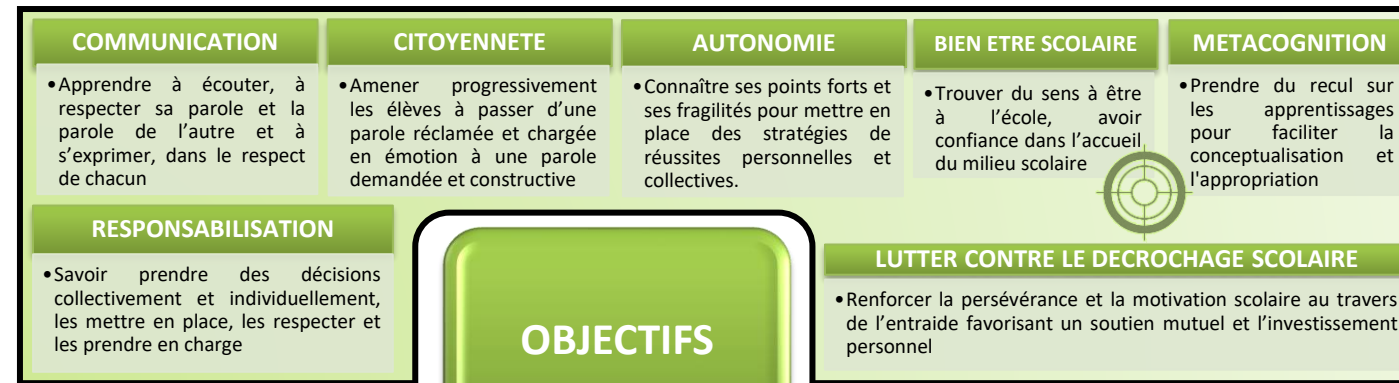 COMMUNICATION
•Apprendre à écouter, à
respecter sa parole et la
parole de l'autre et à
s'exprimer, dans le respect
de chacun
CITOYENNETE
•Amener progressivement
les élèves à passer d'une
parole réclamée et chargée
en émotion à une parole
demandée et constructive
AUTONOMIE
•Connaître ses points forts et
ses fragilités pour mettre en
place des stratégies de
réussites personnelles et
collectives.
BIEN ETRE SCOLAIRE
•Trouver du sens à être
à l'école, avoir
confiance dans l'accueil
du milieu scolaire
METACOGNITION
•Prendre du recul sur
les apprentissages
pour faciliter la
conceptualisation et
l'appropriation
RESPONSABILISATION
•Savoir prendre des décisions
collectivement et individuellement,
les mettre en place, les respecter et
les prendre en charge
OBJECTIFS
LUTTER CONTRE LE DECROCHAGE SCOLAIRE
•Renforcer la persévérance et la motivation scolaire au travers
de l'entraide favorisant un soutien mutuel et l'investissement
personnel